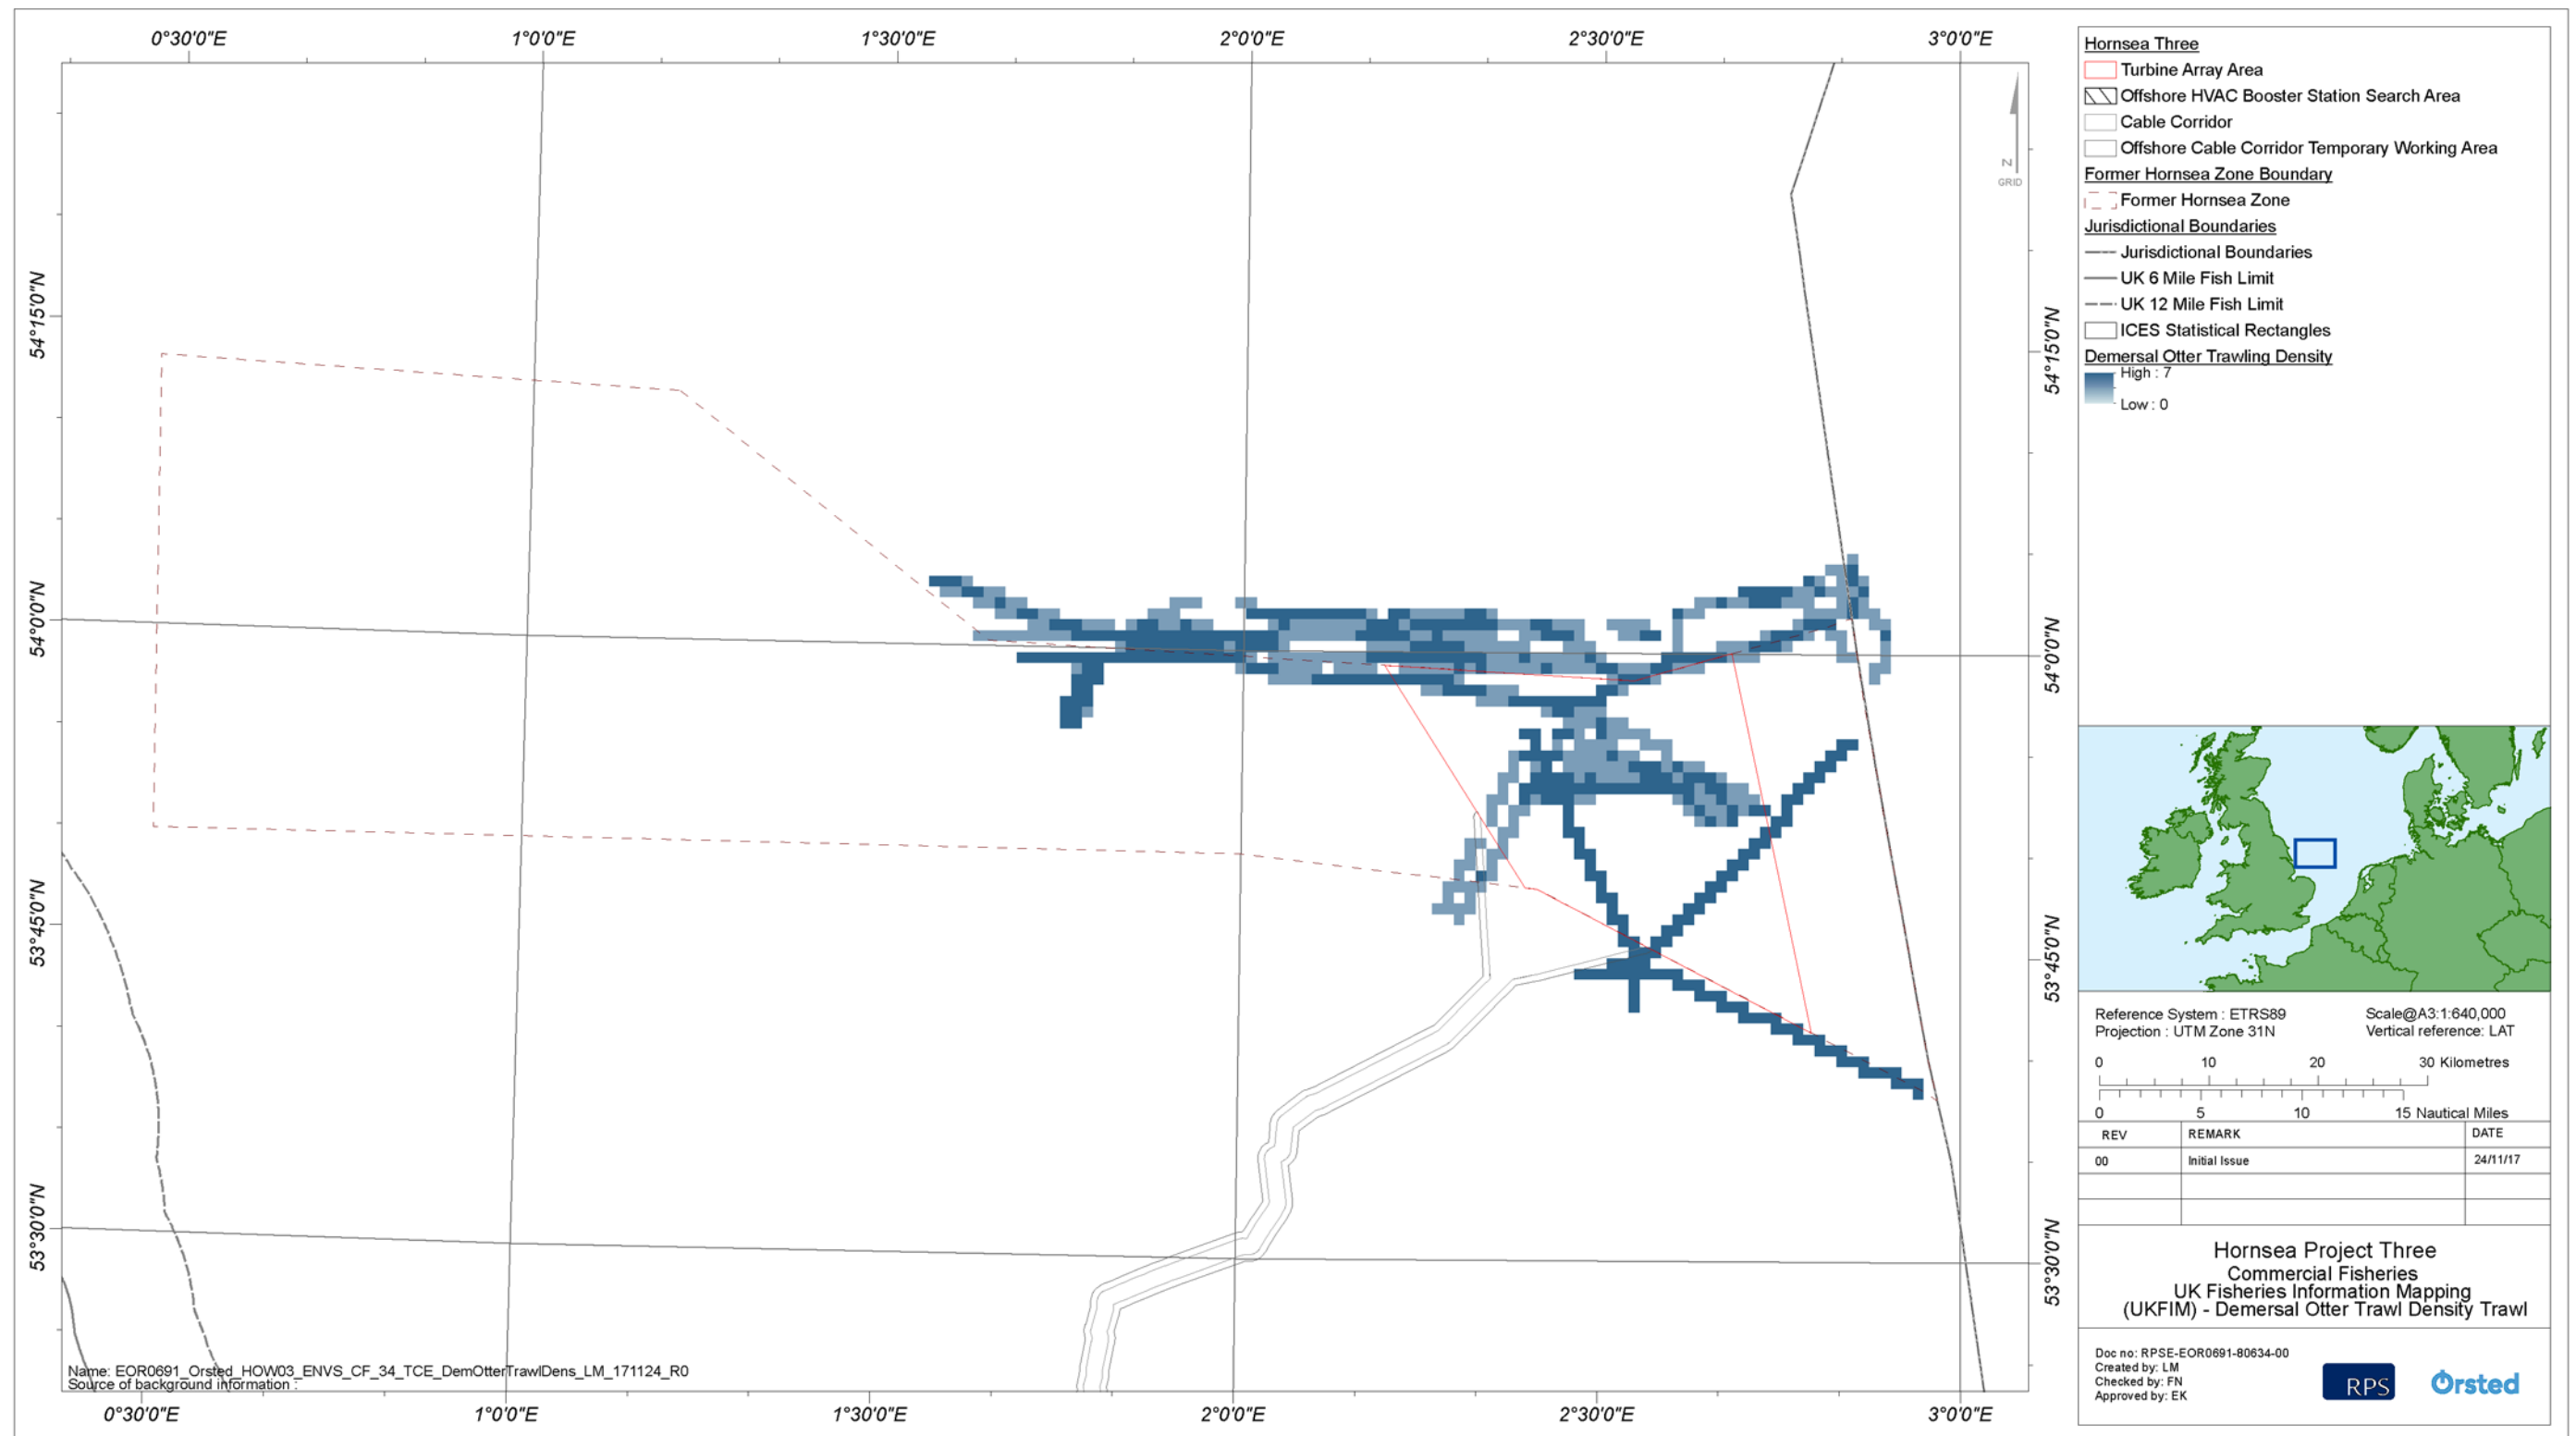 0°30'0"E
1°0'0"E
1°30'0"E
2°0'0"E
2°30'0"E
3°0'0"E
54°15'0"N
54°0'0"N
53°45'0"N
53°30'0"N
N
GRID
54°15'0"N
54°0'0"N
53°45'0"N
53°30'0"N
Name: EOR0691_Orsted_HOW03_ENVS_CF_34_TCE_DemOtterTrawlDens_LM_171124_R0
Source of background information :
0°30'0"E
1°0'0"E
1°30'0"E
2°0'0"E
2°30'0"E
3°0'0"E
Hornsea Three
Turbine Array Area
Offshore HVAC Booster Station Search Area
Cable Corridor
Offshore Cable Corridor Temporary Working Area
Former Hornsea Zone Boundary
Former Hornsea Zone
Jurisdictional Boundaries
Jurisdictional Boundaries
UK 6 Mile Fish Limit
UK 12 Mile Fish Limit
ICES Statistical Rectangles
Demersal Otter Trawling Density
High : 7
Low : 0
Reference System : ETRS89 Scale@A3:1:640,000
Projection : UTM Zone 31N Vertical reference: LAT
0 10 20 30 Kilometres
0 5 10 15 Nautical Miles
REV REMARK DATE
00 Initial Issue 24/11/17
Hornsea Project Three
Commercial Fisheries
UK Fisheries Information Mapping
(UKFIM) - Demersal Otter Trawl Density Trawl
Doc no: RPSE-EOR0691-80634-00
Created by: LM
Checked by: FN
Approved by: EK
RPS
Ørsted